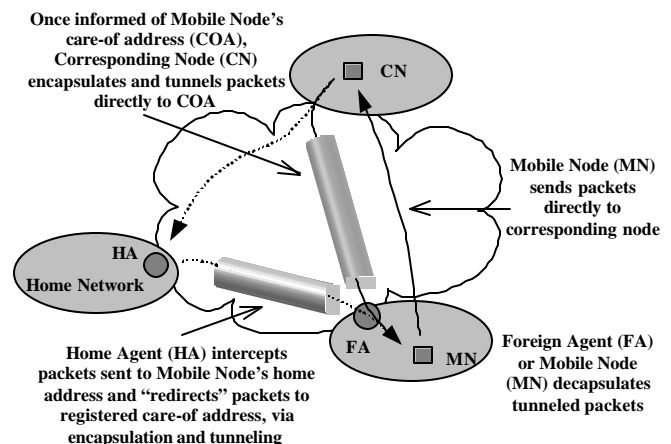 Once informed of Mobile Node's
care-of address (COA),
Corresponding Node (CN)
encapsulates and tunnels packets
directly to COA
CN
Mobile Node (MN)
sends packets
directly to
corresponding node
HA
Home Network
FA
MN
Home Agent (HA) intercepts
packets sent to Mobile Node's home
address and “redirects” packets to
registered care-of address, via
encapsulation and tunneling
Foreign Agent (FA)
or Mobile Node
(MN) decapsulates
tunneled packets